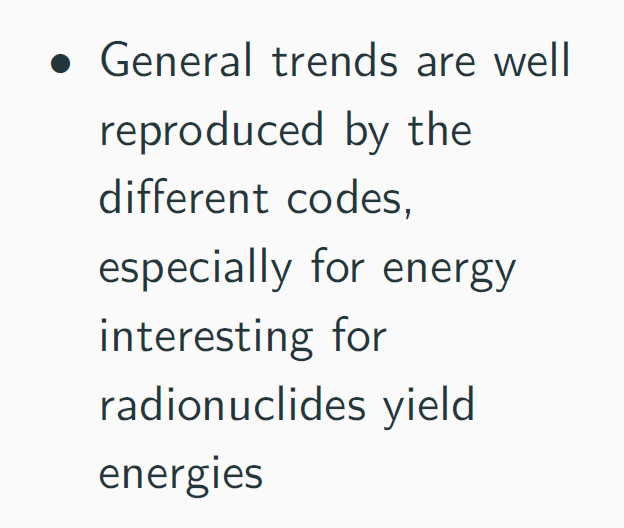 • General trends are well
reproduced by the
different codes,
especially for energy
interesting for
radionuclides yield
energies